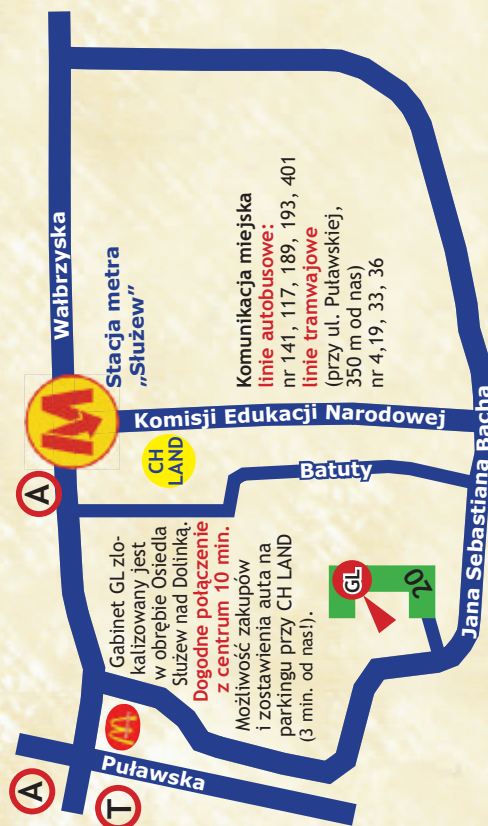 A
T
Puławska
M
A
M
Wałbrzyska
Stacja metra
„Służew”
CH
LAND
Komisji Edukacji Narodowej
Batuty
Jana Sebastiana Bacha
GL
20
Gabinet GL zlo-
kalizowany jest
w obrębie Osiedla
Służew nad Dolinką.
Dogodne połączenie
z centrum 10 min.
Możliwość zakupów
i zostawienia auta na
parkingu przy CH LAND
(3 min. od nas!).
Komunikacja miejska
linie autobusowe:
nr 141, 117, 189, 193, 401
linie tramwajowe
(przy ul. Puławskiej,
350 m od nas)
nr 4,19, 33, 36